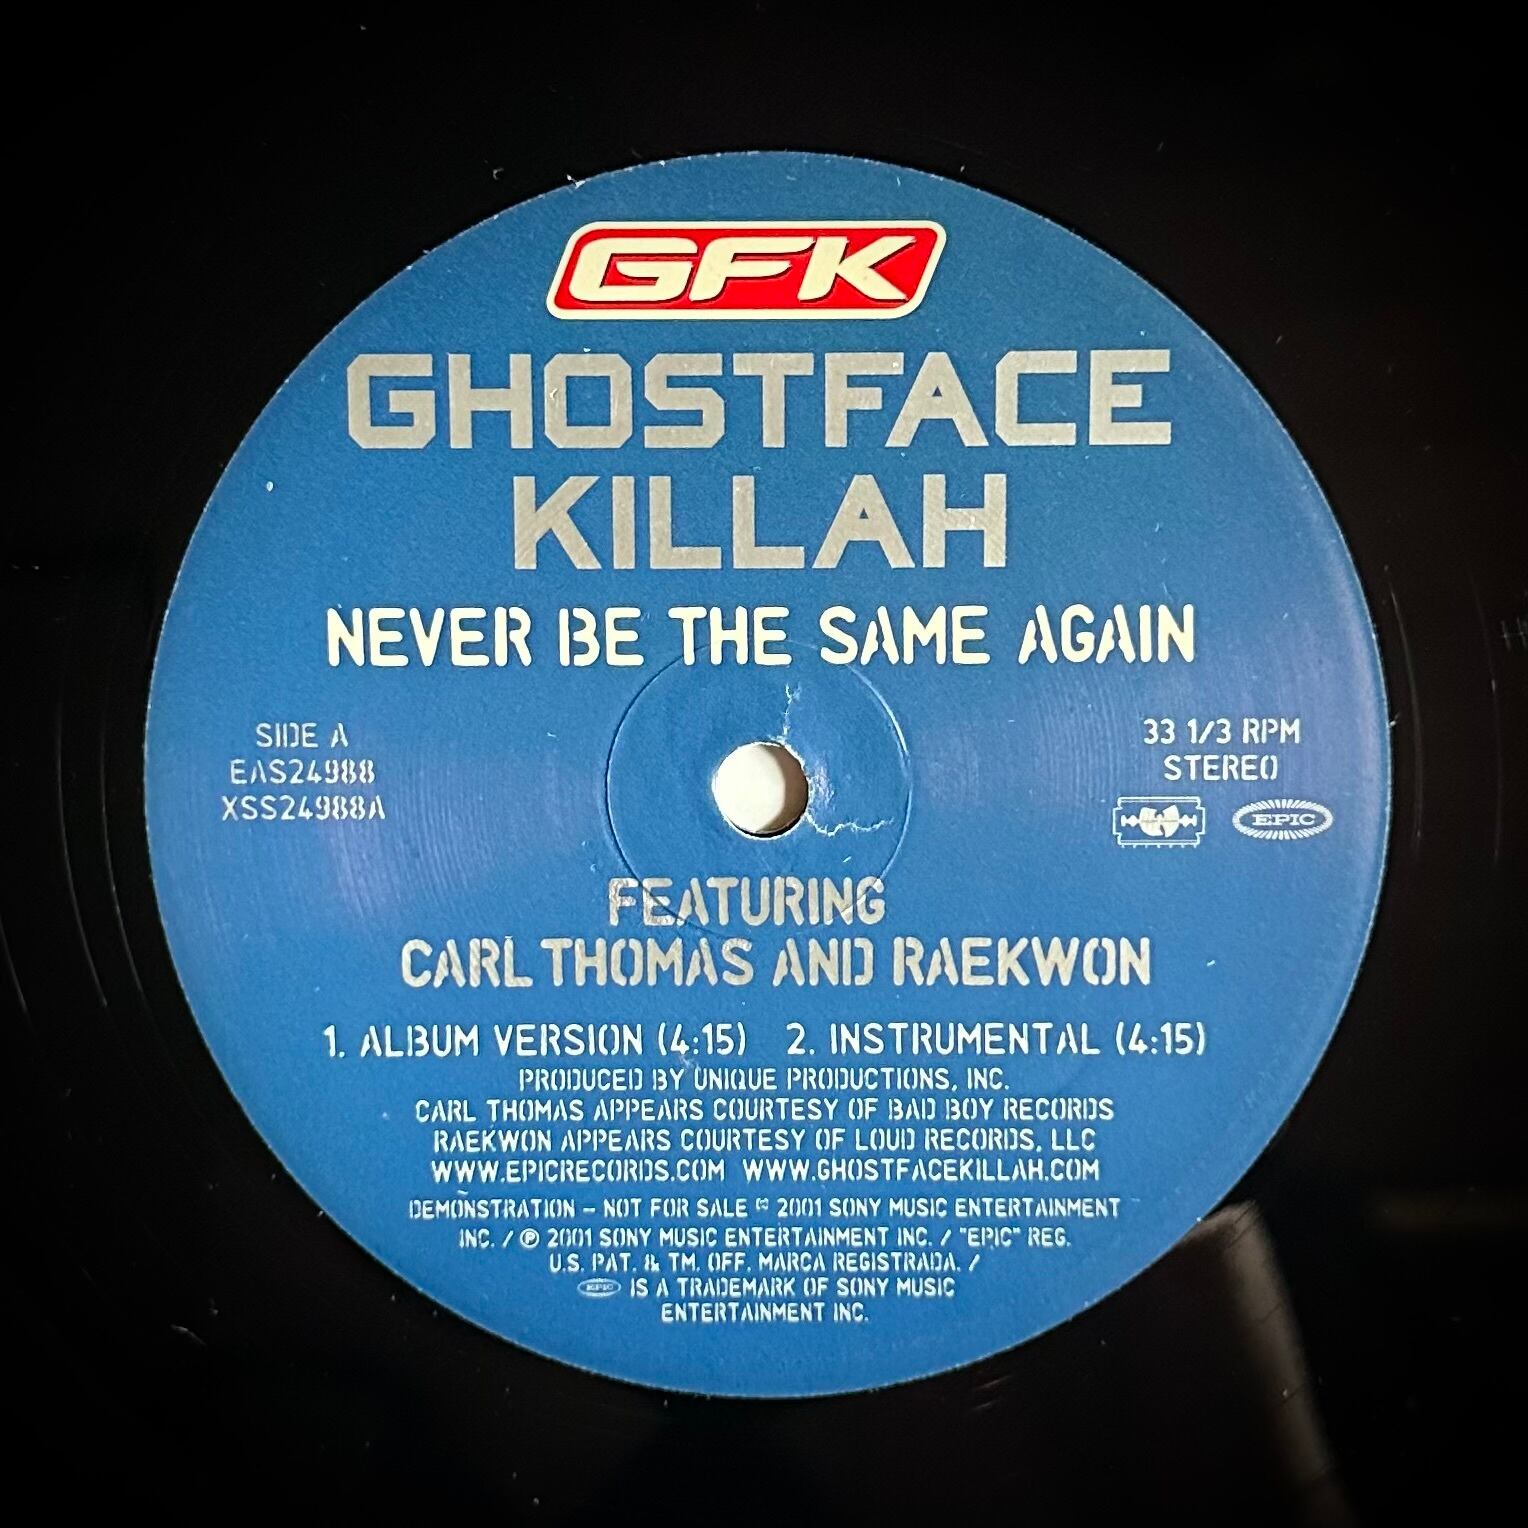 GFK
GHOSTFACE
KILLAH
NEVER BE THE SAME AGAIN
SIDE A
EAS24988
XSS24988A
33 1/3 RPM
STEREO
EPIC
FEATURING
CARL THOMAS AND RAEKWON
1. ALBUM VERSION (4:15) 2. INSTRUMENTAL (4:15)
PRODUCED BY UNIQUE PRODUCTIONS, INC.
CARL THOMAS APPEARS COURTESY OF BAD BOY RECORDS
RAEKWON APPEARS COURTESY OF LOUD RECORDS, LLC
WWW.EPICRECORDS.COM WWW.GHOSTFACEKILLAH.COM
DEMONSTRATION – NOT FOR SALE © 2001 SONY MUSIC ENTERTAINMENT
INC. / ℗ 2001 SONY MUSIC ENTERTAINMENT INC. / "EPIC" REG.
U.S. PAT. & TM. OFF. MARCA REGISTRADA. /
EPIC IS A TRADEMARK OF SONY MUSIC
ENTERTAINMENT INC.